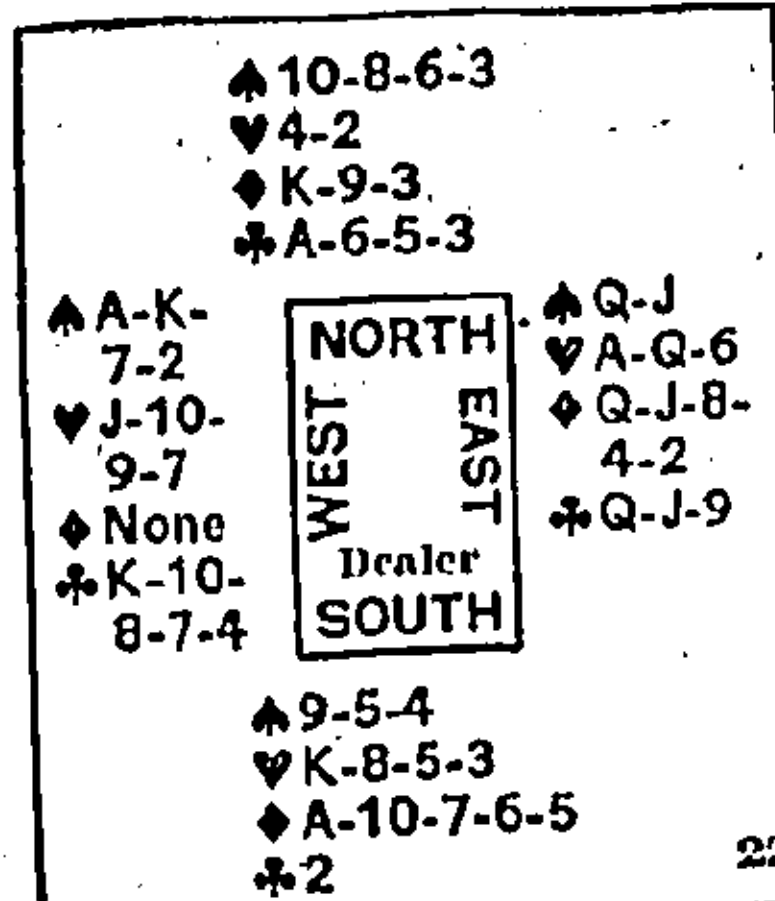 ♠ 10-8-6-3
♥ 4-2
♦ K-9-3
♣ A-6-5-3
♠ A-K-
7-2
♥ J-10-
9-7
♦ None
♣ K-10-
8-7-4
NORTH
WEST
EAST
Dealer
SOUTH
♠ Q-J
♥ A-Q-6
♦ Q-J-8-
4-2
♣ Q-J-9
♠ 9-5-4
♥ K-8-5-3
♦ A-10-7-6-5
♣ 2